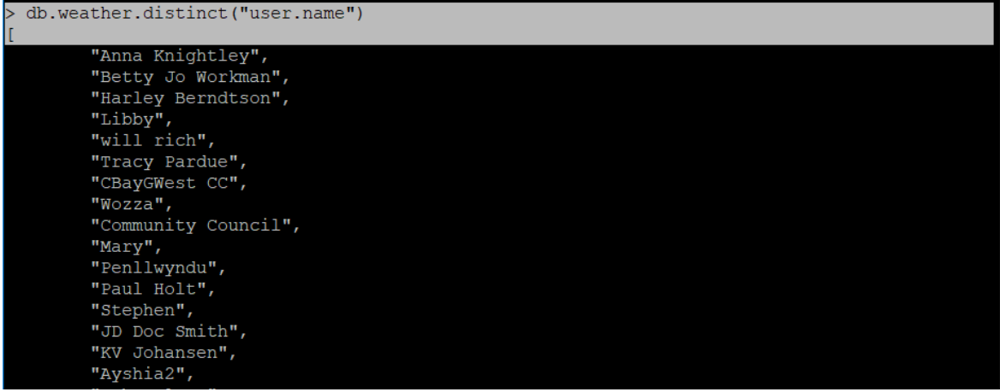 > db.weather.distinct("user.name")
[
"Anna Knightley",
"Betty Jo Workman",
"Harley Berndtson",
"Libby",
"will rich",
"Tracy Pardue",
"CBayGWest CC",
"Wozza",
"Community Council",
"Mary",
"Penllwyndu",
"Paul Holt",
"Stephen",
"JD Doc Smith",
"KV Johansen",
"Ayshia2",